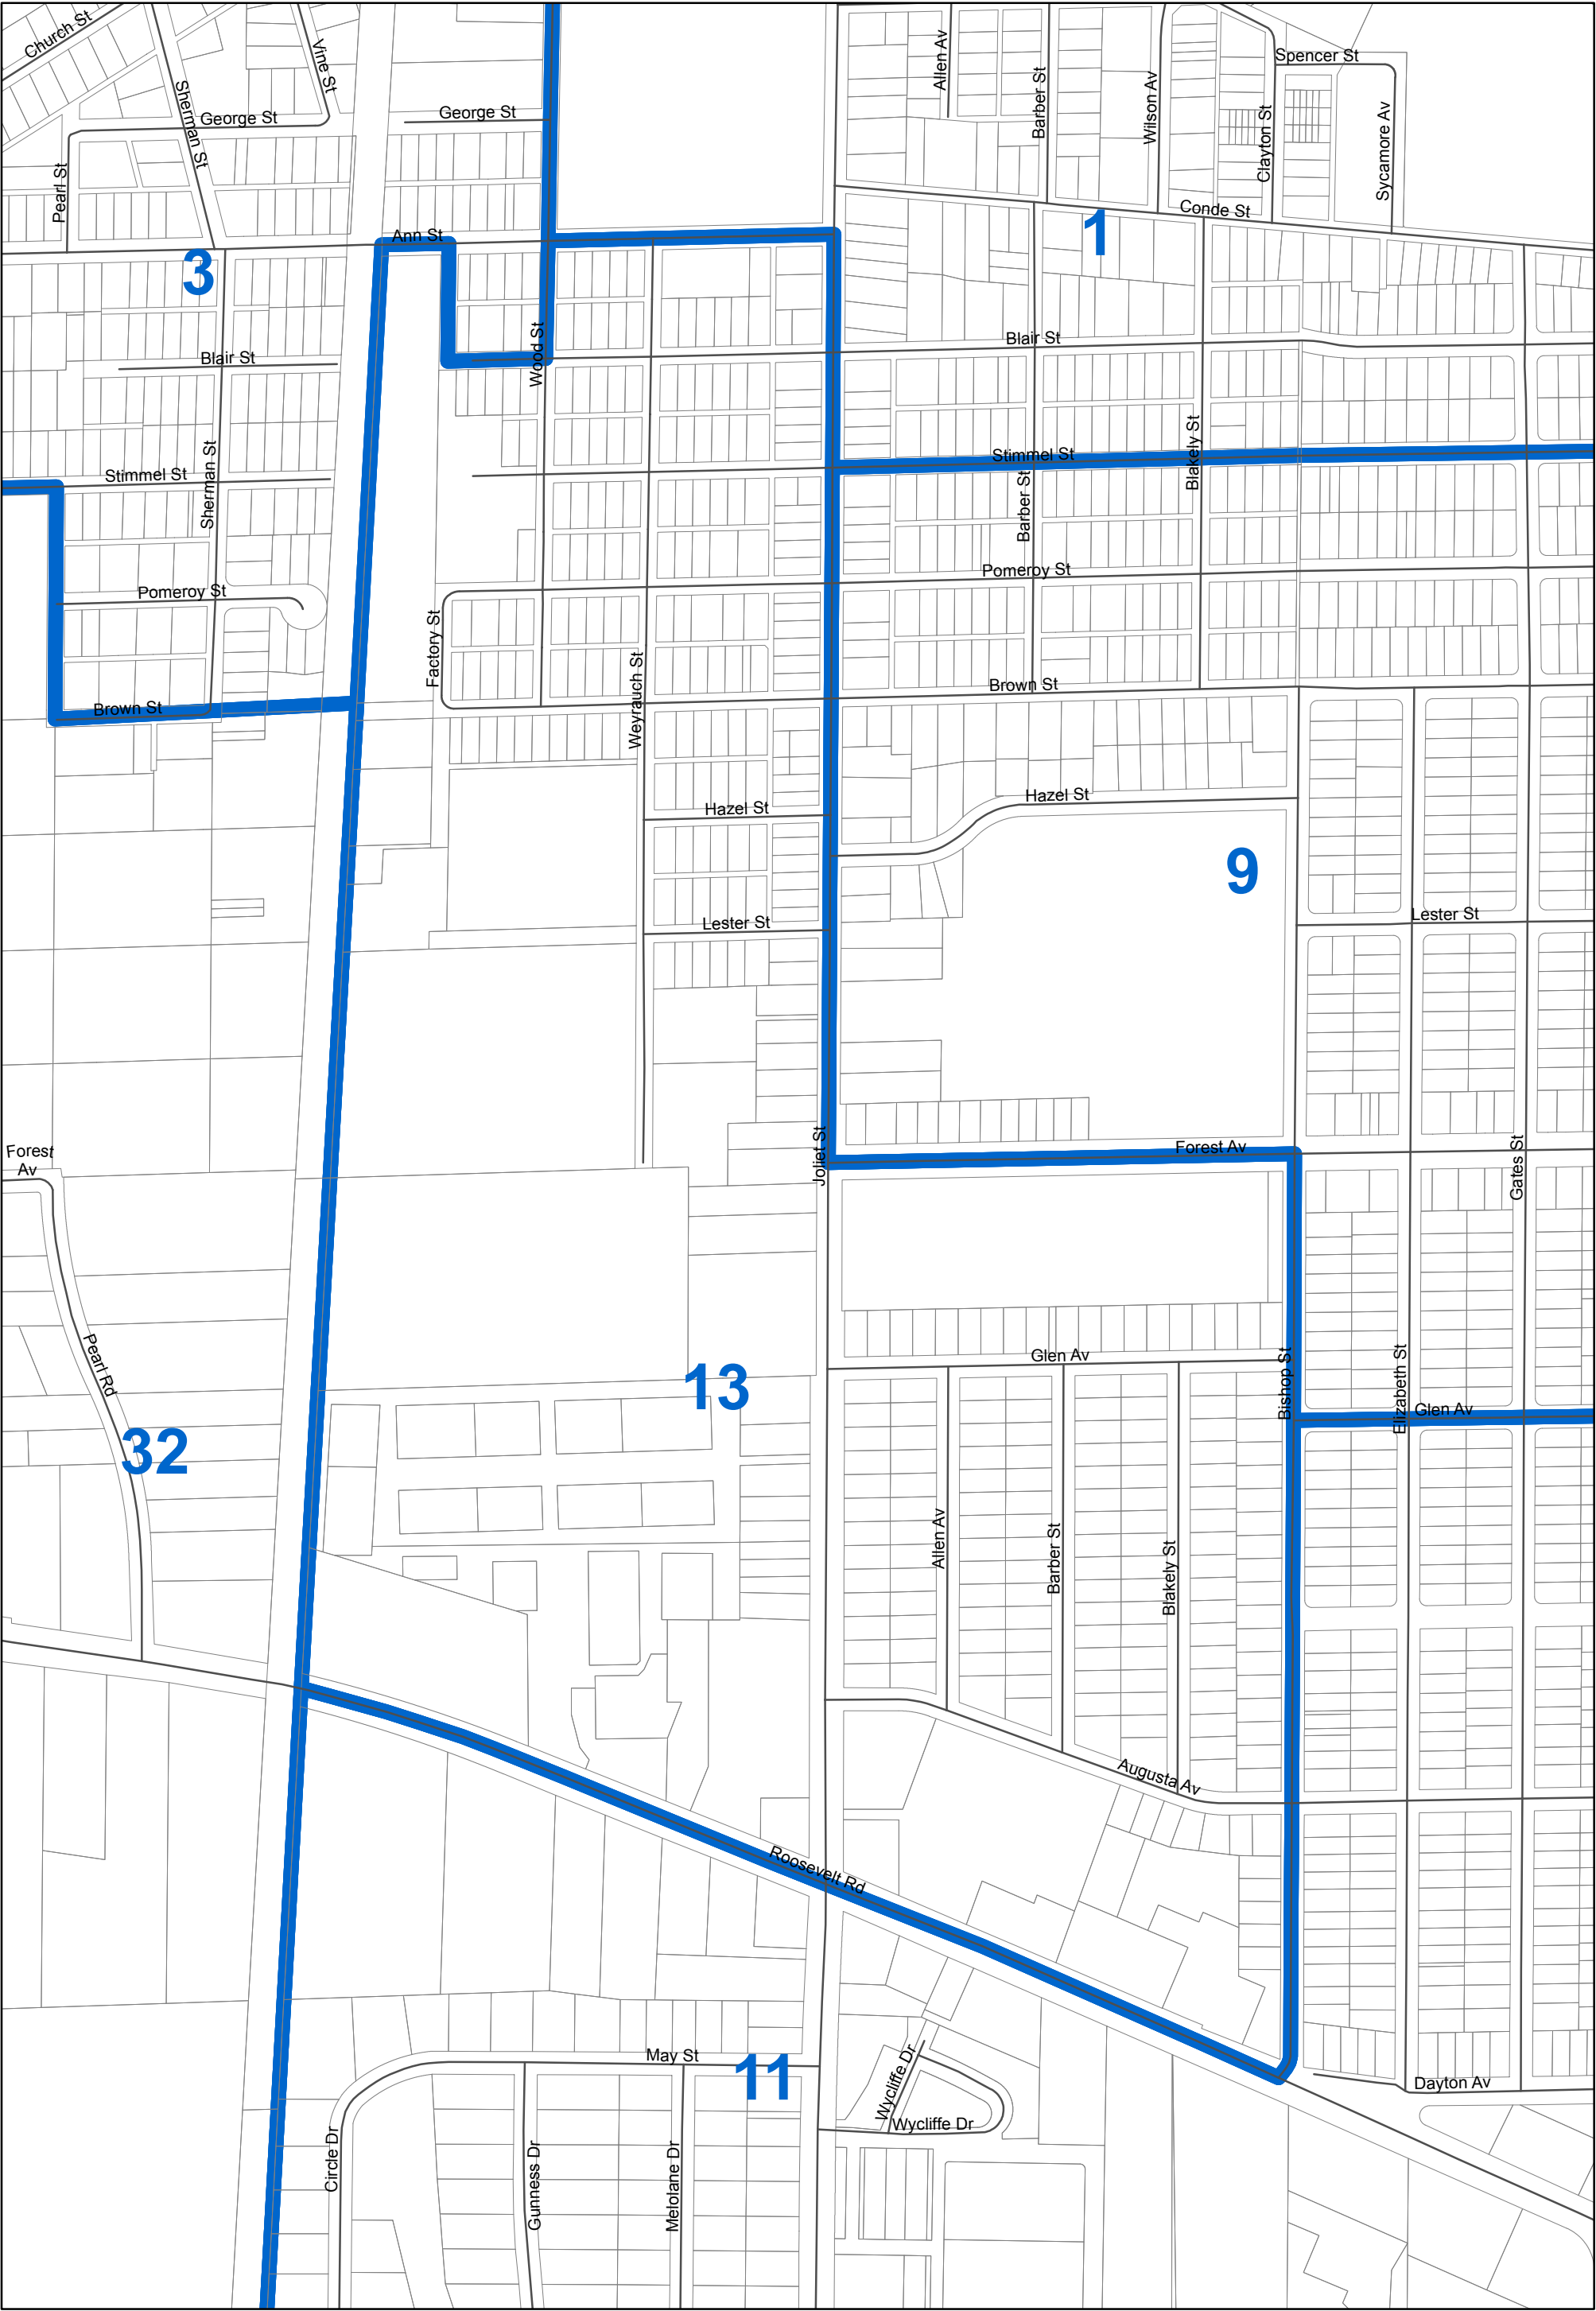 Church St
Vine St
Sherman St
George St
George St
Pearl St
Allen Av
Barber St
Wilson Av
Spencer St
Clayton St
Sycamore Av
Conde St
1
Ann St
3
Blair St
Wood St
Blair St
Stimmel St
Sherman St
Stimmel St
Barber St
Blakely St
Pomeroy St
Pomeroy St
Factory St
Weyrauch St
Brown St
Brown St
Hazel St
Hazel St
9
Lester St
Lester St
Forest
Av
Joliet St
Forest Av
Gates St
Pearl Rd
13
Glen Av
Bishop St
Elizabeth St
Glen Av
32
Allen Av
Barber St
Blakely St
Augusta Av
Roosevelt Rd
May St
11
Wycliffe Dr
Wycliffe Dr
Dayton Av
Circle Dr
Gunness Dr
Melolane Dr